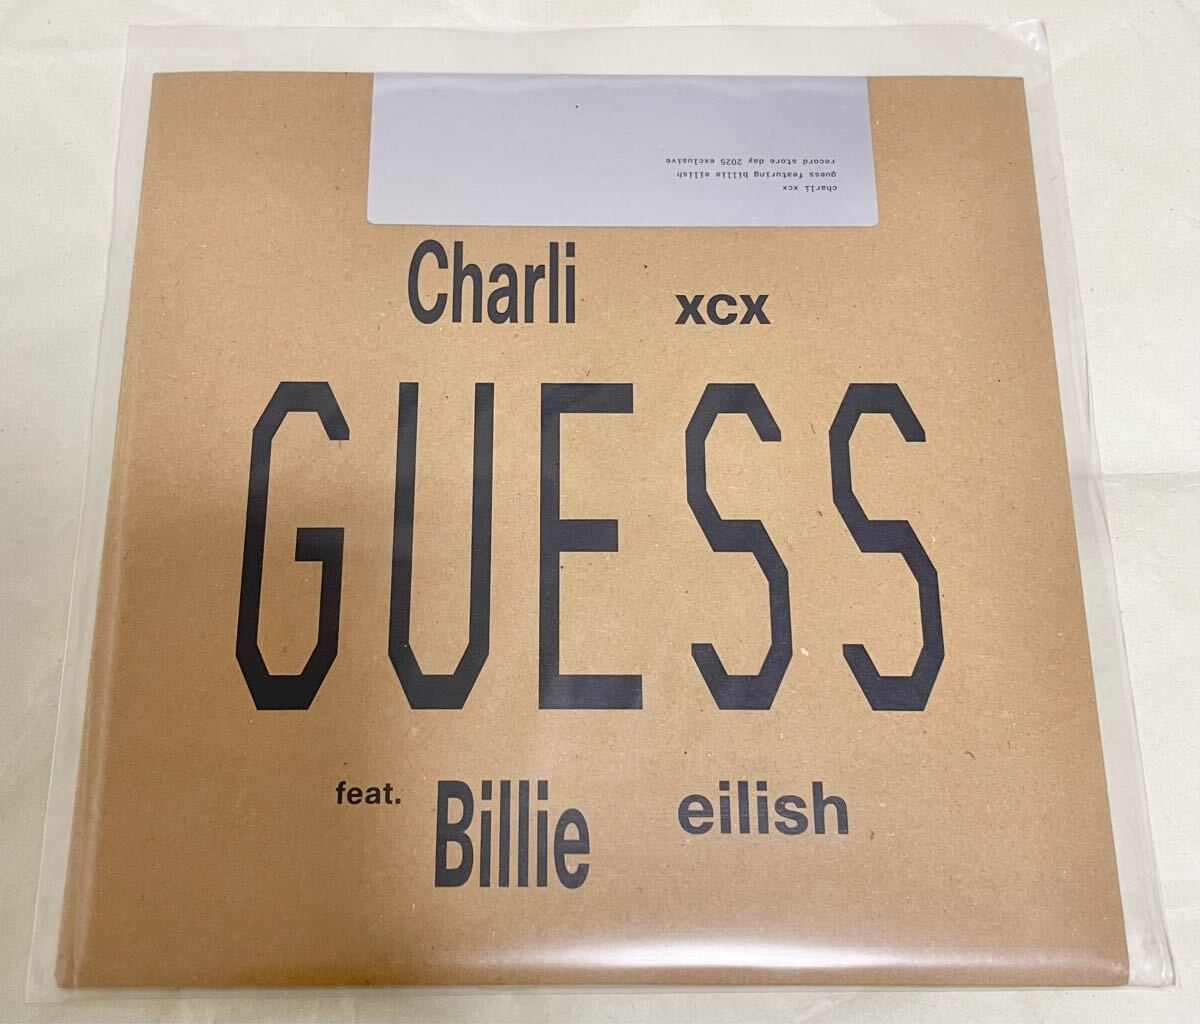 charli xcx
guess featuring billie eilish
record store day 2025 exclusive
Charli xcx
GUESS
feat. Billie eilish